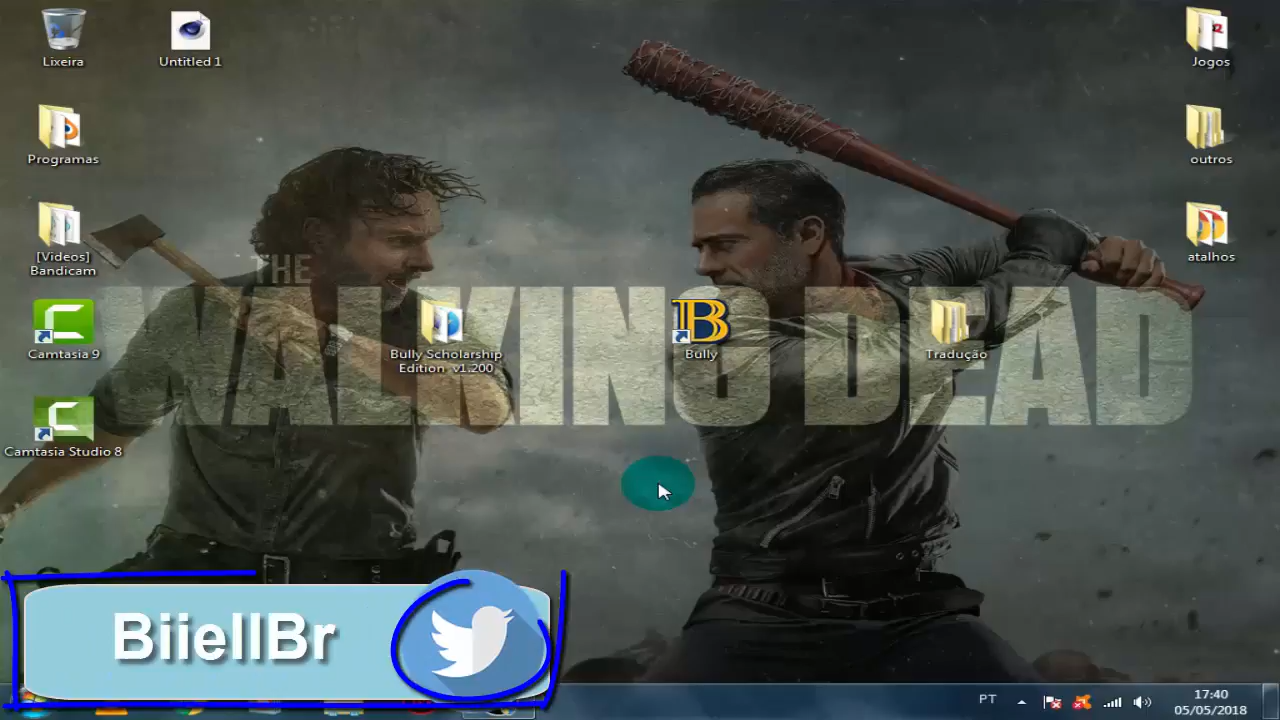 Lixeira
Untitled 1
Jogos
Programas
outros
[Videos]
Bandicam
atalhos
THE
WALKING DEAD
Camtasia 9
Bully Scholarship
Edition v1.200
B
Bully
Tradução
Camtasia Studio 8
BiiellBr
PT
17:40
05/05/2018